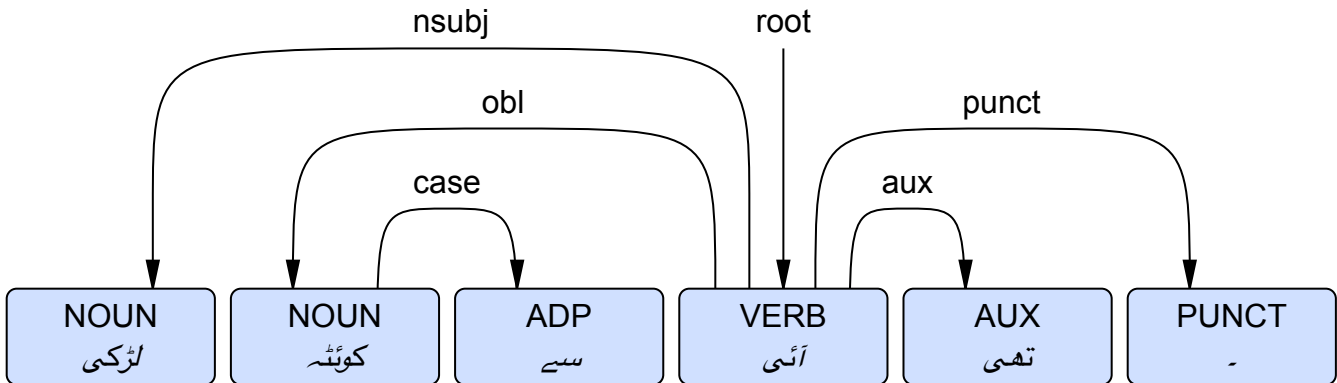 nsubj root
obl punct
case aux
NOUN NOUN ADP VERB AUX PUNCT
لڑکی کوئٹہ سے آئی تھی ۔